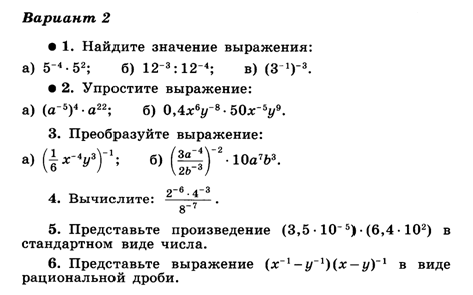 Вариант 2
● 1. Найдите значение выражения:
а) 5⁻⁴ · 5²; б) 12⁻³ : 12⁻⁴; в) (3⁻¹)⁻³.
● 2. Упростите выражение:
а) (a⁻⁵)⁴ · a²²; б) 0,4x⁶y⁻⁸ · 50x⁻⁵y⁹.
3. Преобразуйте выражение:
а) (1/6 x⁻⁴y³)⁻¹; б) (3a⁻⁴/2b⁻³)⁻² · 10a⁷b³.
4. Вычислите: 2⁻⁶ · 4⁻³/8⁻⁷.
5. Представьте произведение (3,5 · 10⁻⁵) · (6,4 · 10²) в
стандартном виде числа.
6. Представьте выражение (x⁻¹ − y⁻¹)(x − y)⁻¹ в виде
рациональной дроби.